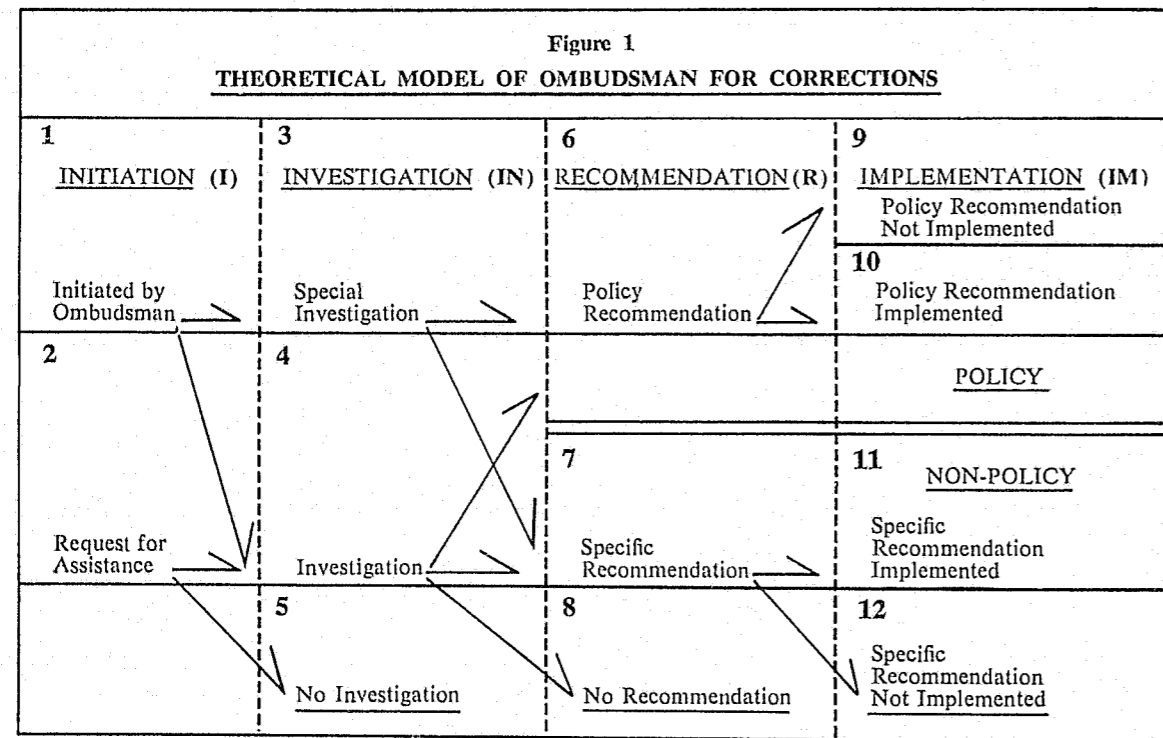 Figure 1
THEORETICAL MODEL OF OMBUDSMAN FOR CORRECTIONS
1
INITIATION (I)
Initiated by
Ombudsman
2
Request for
Assistance
3
INVESTIGATION (IN)
Special
Investigation
4
Investigation
5
No Investigation
6
RECOMMENDATION (R)
Policy
Recommendation
7
Specific
Recommendation
8
No Recommendation
9
IMPLEMENTATION (IM)
Policy Recommendation
Not Implemented
10
Policy Recommendation
Implemented
POLICY
11
NON-POLICY
Specific
Recommendation
Implemented
12
Specific
Recommendation
Not Implemented